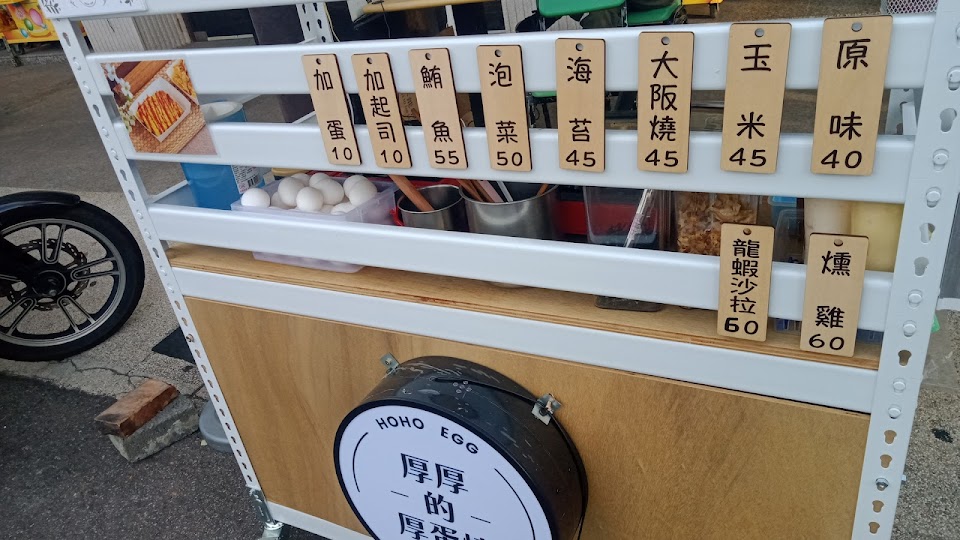 加蛋10
加起司10
鮪魚55
泡菜50
海苔45
大阪燒45
玉米45
原味40
龍蝦沙拉60
燻雞60
HOHO EGG
厚厚
的
厚蛋